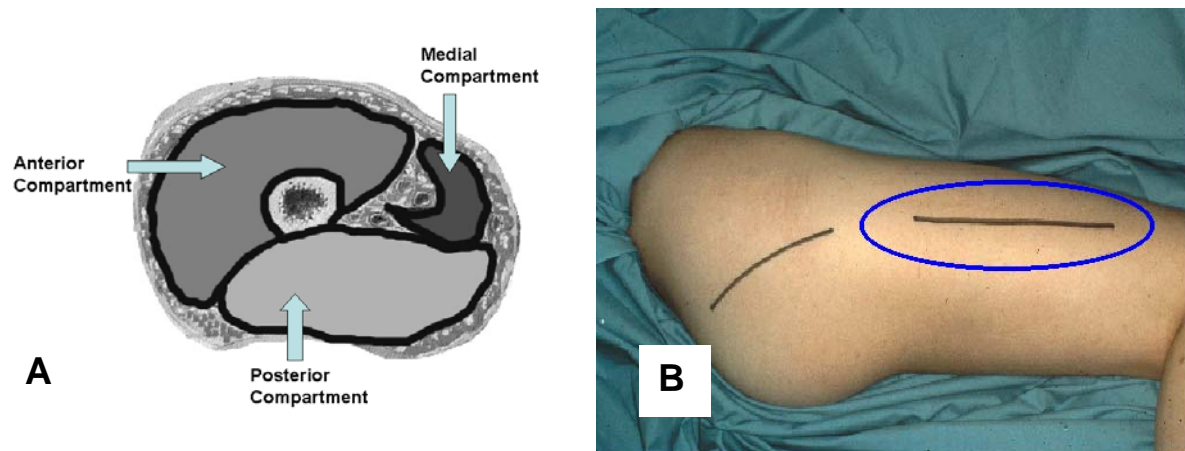 Medial
Compartment
Anterior
Compartment
Posterior
Compartment
A
B